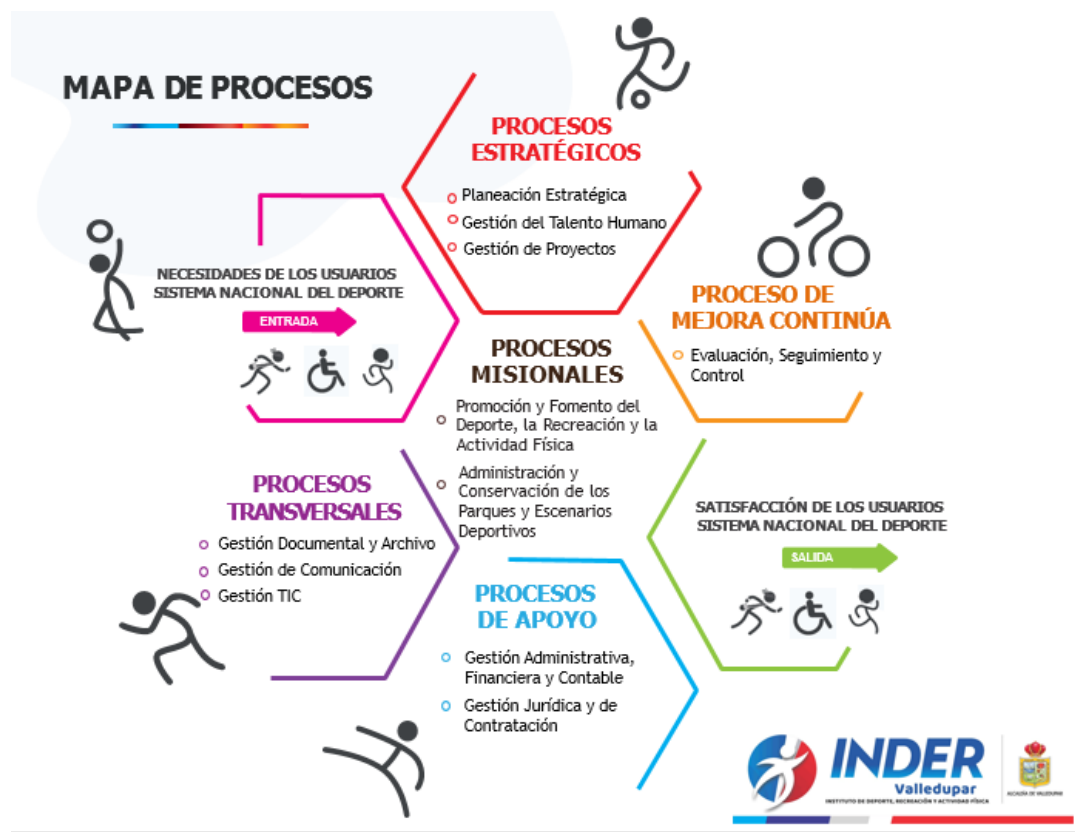 MAPA DE PROCESOS
PROCESOS
ESTRATÉGICOS
Planeación Estratégica
Gestión del Talento Humano
Gestión de Proyectos
NECESIDADES DE LOS USUARIOS
SISTEMA NACIONAL DEL DEPORTE
ENTRADA
PROCESO DE
MEJORA CONTINÚA
Evaluación, Seguimiento y
Control
PROCESOS
MISIONALES
Promoción y Fomento del
Deporte, la Recreación y la
Actividad Física
Administración y
Conservación de los
Parques y Escenarios
Deportivos
PROCESOS
TRANSVERSALES
Gestión Documental y Archivo
Gestión de Comunicación
Gestión TIC
SATISFACCIÓN DE LOS USUARIOS
SISTEMA NACIONAL DEL DEPORTE
SALIDA
PROCESOS
DE APOYO
Gestión Administrativa,
Financiera y Contable
Gestión Jurídica y de
Contratación
INDER
Valledupar
INSTITUTO DE DEPORTE, RECREACIÓN Y ACTIVIDAD FÍSICA
ALCALDÍA DE VALLEDUPAR